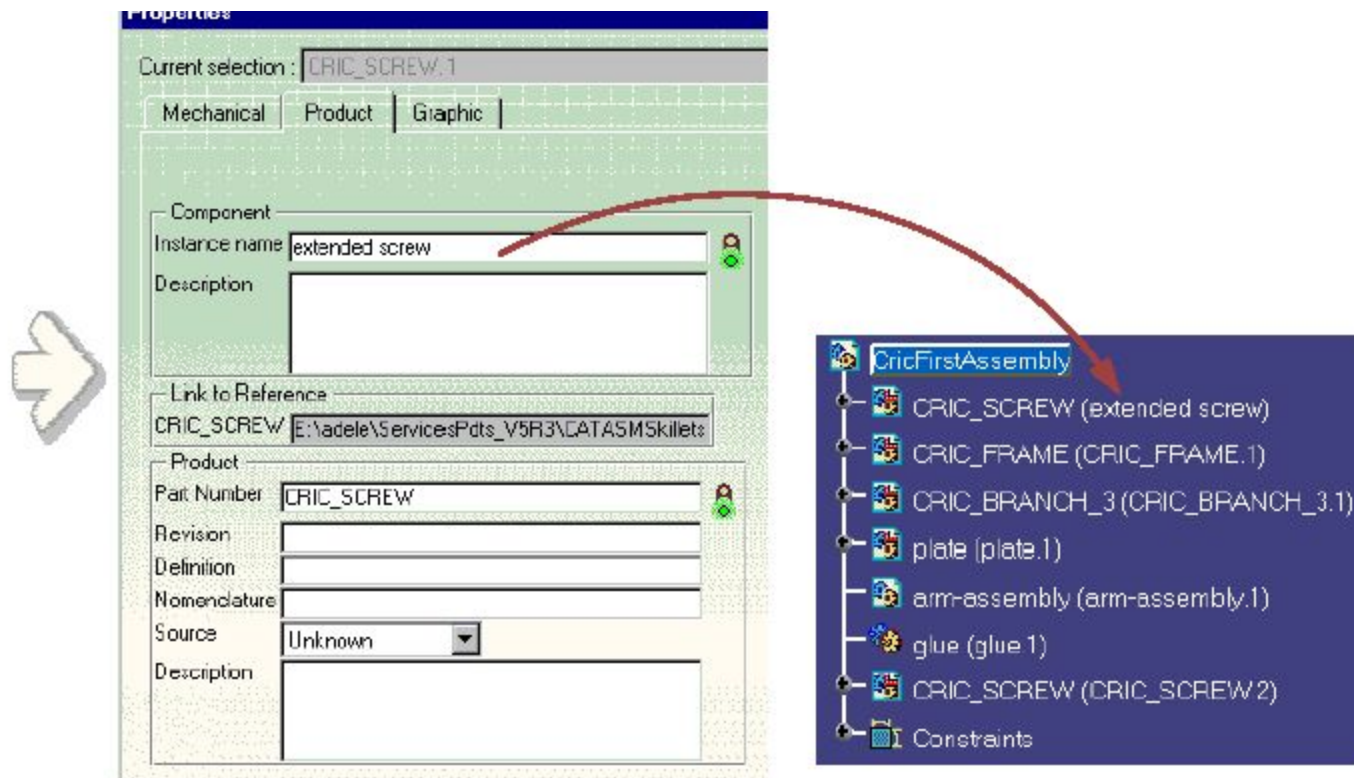 Properties
Current selection : CRIC_SCREW.1
Mechanical Product Graphic
Component
Instance name extended screw
Description
Link to Reference
CRIC_SCREW E:\adele\ServicesPdts_V5R3\CATASMSkillets
Product
Part Number CRIC_SCREW
Revision
Definition
Nomenclature
Source Unknown
Description
CricFirstAssembly
CRIC_SCREW (extended screw)
CRIC_FRAME (CRIC_FRAME.1)
CRIC_BRANCH_3 (CRIC_BRANCH_3.1)
plate (plate.1)
arm-assembly (arm-assembly.1)
glue (glue.1)
CRIC_SCREW (CRIC_SCREW.2)
Constraints